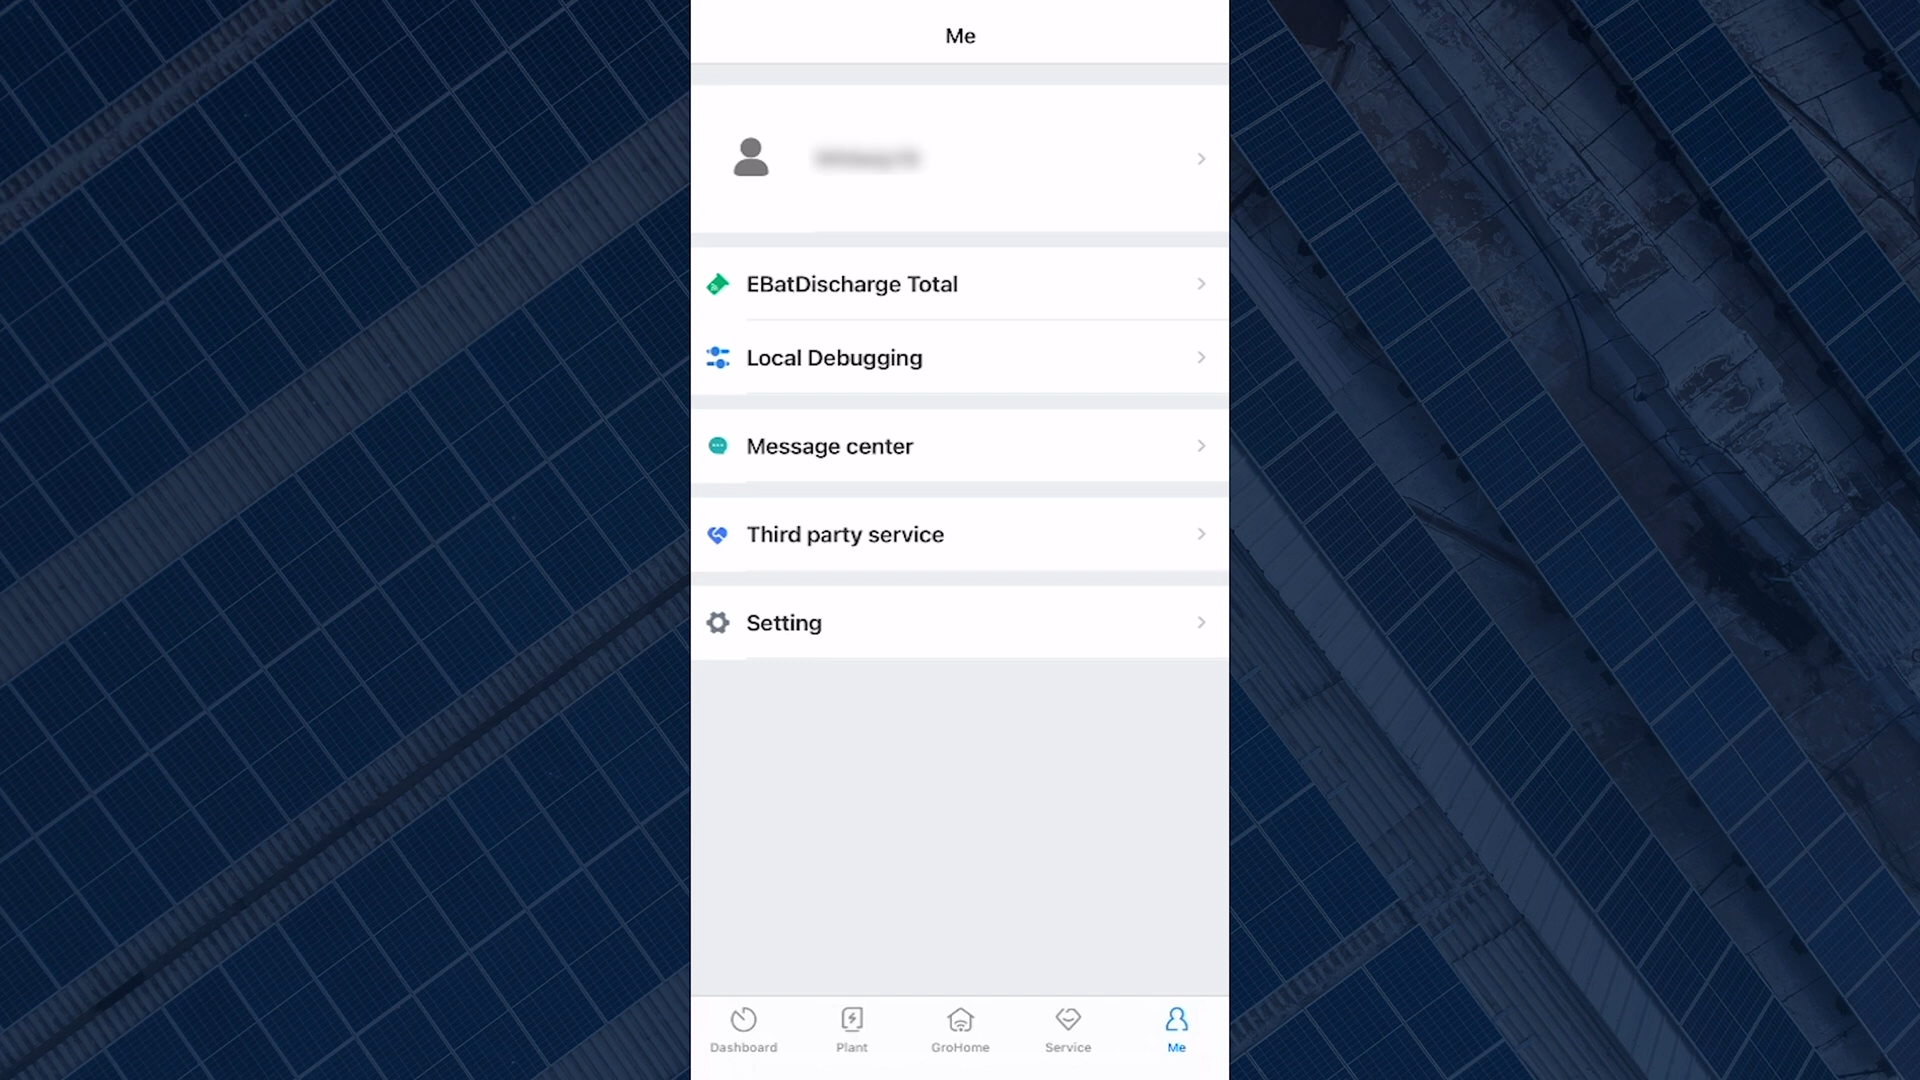 Me
EBatDischarge Total
Local Debugging
Message center
Third party service
Setting
Dashboard
Plant
GroHome
Service
Me